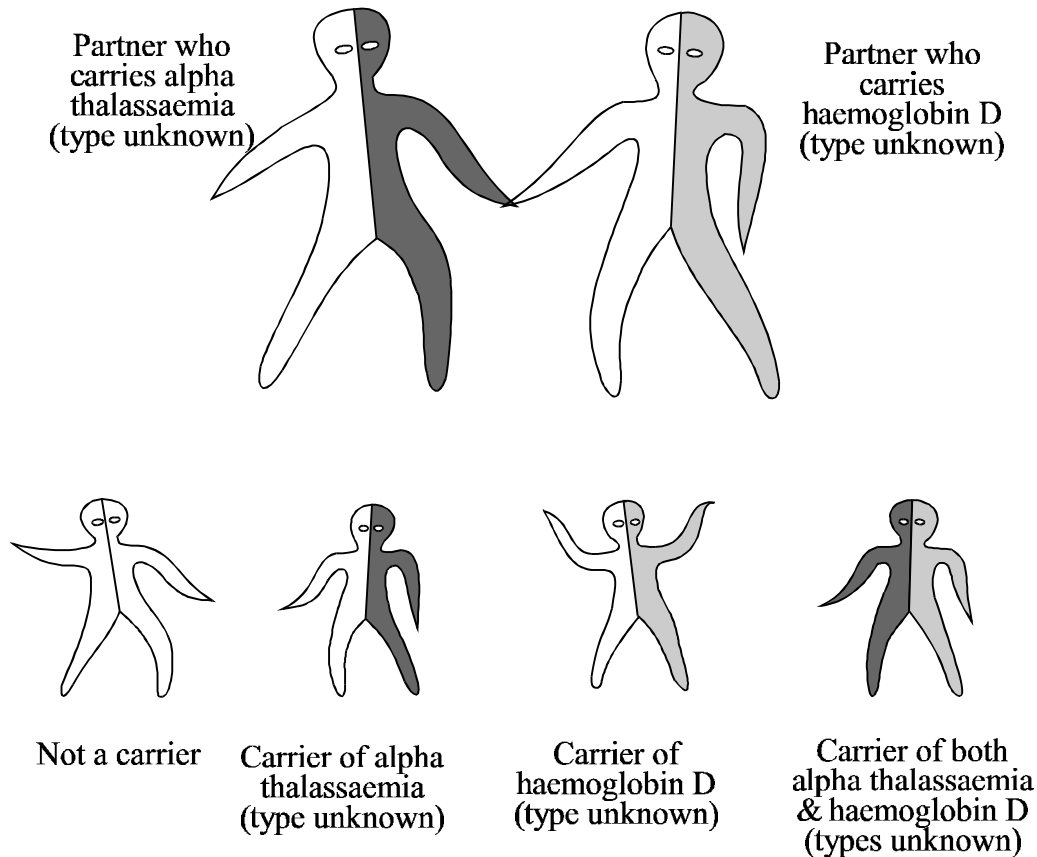 Partner who
carries alpha
thalassaemia
(type unknown)
Partner who
carries
haemoglobin D
(type unknown)
Not a carrier
Carrier of alpha
thalassaemia
(type unknown)
Carrier of
haemoglobin D
(type unknown)
Carrier of both
alpha thalassaemia
& haemoglobin D
(types unknown)